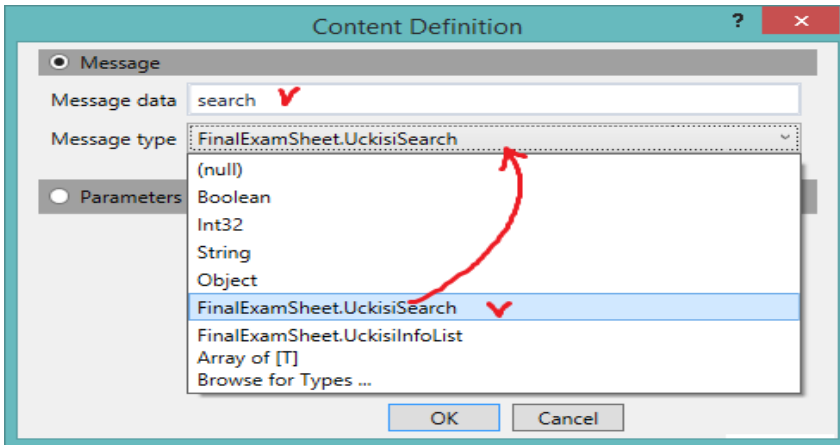 Content Definition
?
Message
Message data search
Message type FinalExamSheet.UckisiSearch
(null)
Parameters Boolean
Int32
String
Object
FinalExamSheet.UckisiSearch
FinalExamSheet.UckisiInfoList
Array of [T]
Browse for Types ...
OK Cancel